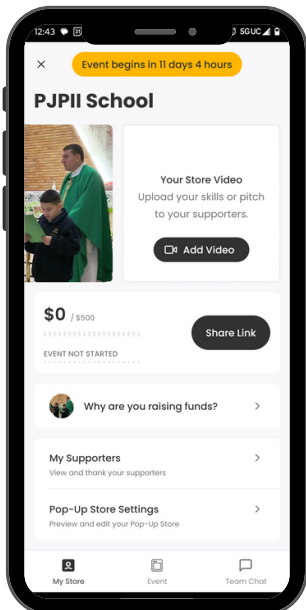 12:43
31
5GUC
Event begins in 11 days 4 hours
PJPII School
Your Store Video
Upload your skills or pitch
to your supporters.
Add Video
$0 / $500
EVENT NOT STARTED
Share Link
Why are you raising funds?
My Supporters
View and thank your supporters
Pop-Up Store Settings
Preview and edit your Pop-Up Store
My Store
Event
Team Chat